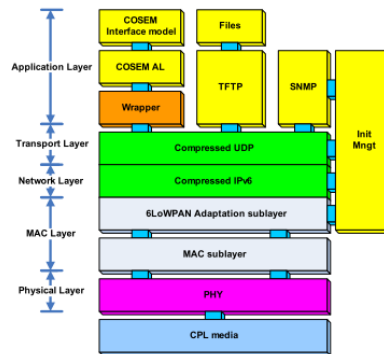 COSEM
Interface model
Files
Application Layer
COSEM AL
TFTP
SNMP
Wrapper
Init
Mngt
Transport Layer
Compressed UDP
Network Layer
Compressed IPv6
6LoWPAN Adaptation sublayer
MAC Layer
MAC sublayer
Physical Layer
PHY
CPL media